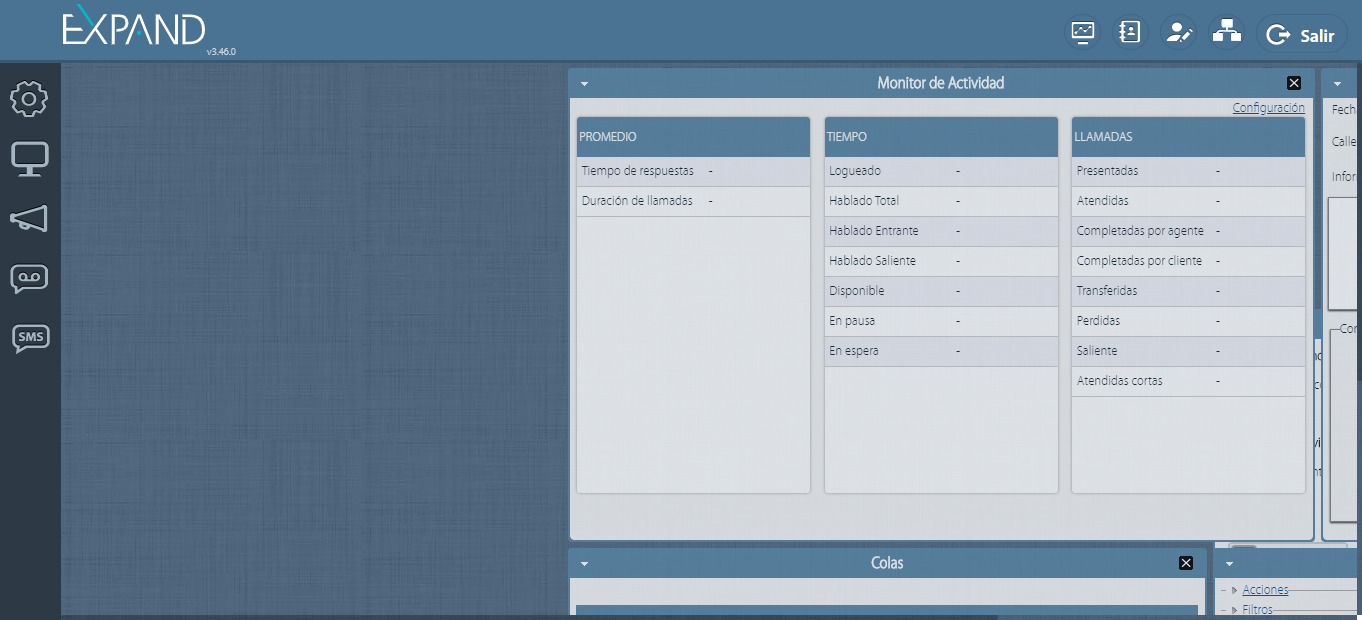 EXPAND
v3.46.0
Salir
SMS
Monitor de Actividad
Configuración
PROMEDIO
Tiempo de respuestas -
Duración de llamadas -
TIEMPO
Logueado -
Hablado Total -
Hablado Entrante -
Hablado Saliente -
Disponible -
En pausa -
En espera -
LLAMADAS
Presentadas -
Atendidas -
Completadas por agente -
Completadas por cliente -
Transferidas -
Perdidas -
Saliente -
Atendidas cortas -
Fech
Calle
Infor
Cor
Colas
Acciones
Filtros